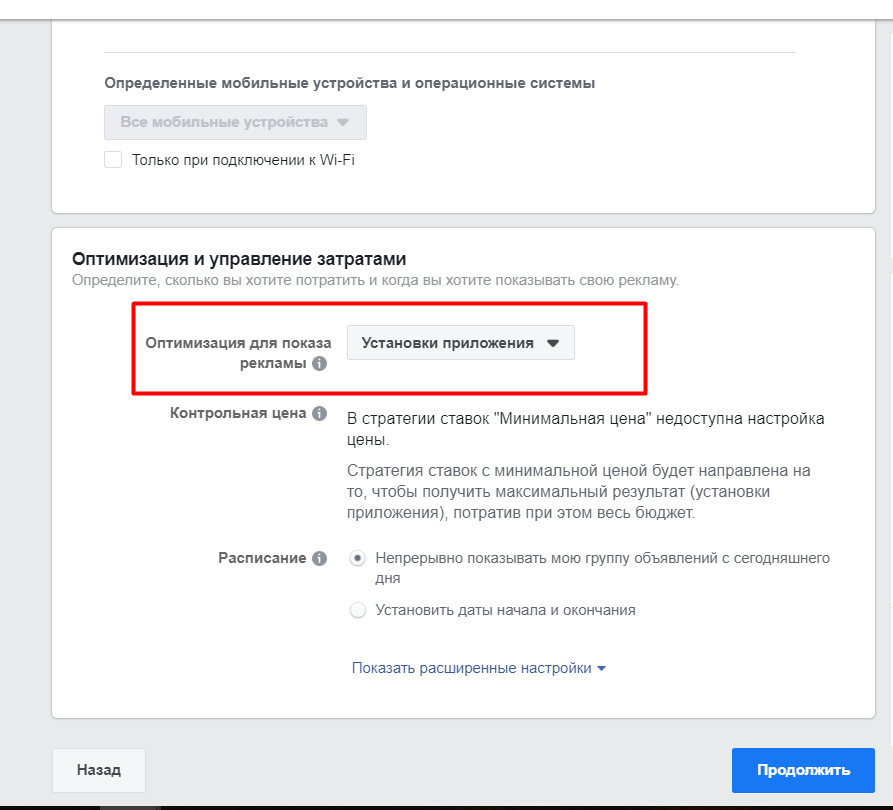 Определенные мобильные устройства и операционные системы
Все мобильные устройства
Только при подключении к Wi-Fi
Оптимизация и управление затратами
Определите, сколько вы хотите потратить и когда вы хотите показывать свою рекламу.
Оптимизация для показа
рекламы
Установки приложения
Контрольная цена
В стратегии ставок "Минимальная цена" недоступна настройка
цены.
Стратегия ставок с минимальной ценой будет направлена на
то, чтобы получить максимальный результат (установки
приложения), потратив при этом весь бюджет.
Расписание
Непрерывно показывать мою группу объявлений с сегодняшнего
дня
Установить даты начала и окончания
Показать расширенные настройки
Назад
Продолжить